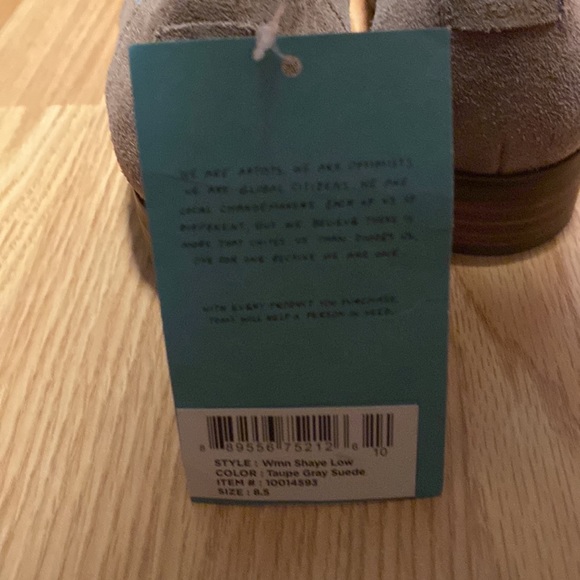 TOMS
WE ARE ARTISTS. WE ARE OPTIMISTS.
WE ARE GLOBAL CITIZENS. WE ARE
LOCAL CHANGEMAKERS. EACH OF US IS
DIFFERENT, BUT WE BELIEVE THERE IS
MORE THAT UNITES US THAN DIVIDES US.
ONE FOR ONE BECAUSE WE ARE ONE.
WITH EVERY PRODUCT YOU PURCHASE
TOMS WILL HELP A PERSON IN NEED.
8 89556 75212 6 10
STYLE : Wmn Shaye Low
COLOR : Taupe Gray Suede
ITEM # : 10014593
SIZE : 8.5